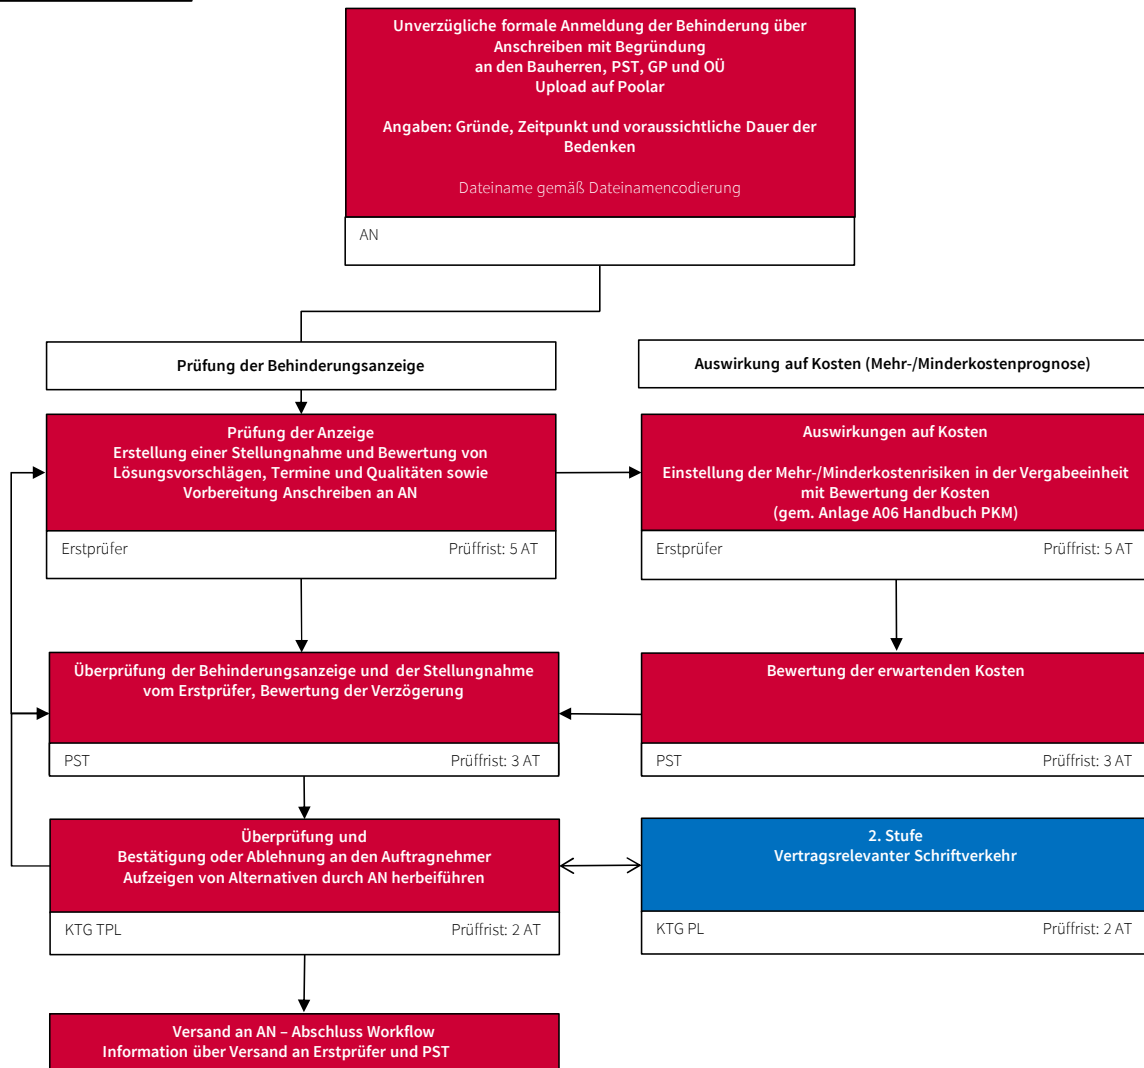 Unverzügliche formale Anmeldung der Behinderung über
Anschreiben mit Begründung
an den Bauherren, PST, GP und OÜ
Upload auf Poolar
Angaben: Gründe, Zeitpunkt und voraussichtliche Dauer der
Bedenken
Dateiname gemäß Dateinamencodierung
AN
Prüfung der Behinderungsanzeige
Auswirkung auf Kosten (Mehr-/Minderkostenprognose)
Prüfung der Anzeige
Erstellung einer Stellungnahme und Bewertung von
Lösungsvorschlägen, Termine und Qualitäten sowie
Vorbereitung Anschreiben an AN
Erstprüfer Prüffrist: 5 AT
Auswirkungen auf Kosten
Einstellung der Mehr-/Minderkostenrisiken in der Vergabeeinheit
mit Bewertung der Kosten
(gem. Anlage A06 Handbuch PKM)
Erstprüfer Prüffrist: 5 AT
Überprüfung der Behinderungsanzeige und der Stellungnahme
vom Erstprüfer, Bewertung der Verzögerung
PST Prüffrist: 3 AT
Bewertung der erwartenden Kosten
PST Prüffrist: 3 AT
Überprüfung und
Bestätigung oder Ablehnung an den Auftragnehmer
Aufzeigen von Alternativen durch AN herbeiführen
KTG TPL Prüffrist: 2 AT
2. Stufe
Vertragsrelevanter Schriftverkehr
KTG PL Prüffrist: 2 AT
Versand an AN – Abschluss Workflow
Information über Versand an Erstprüfer und PST